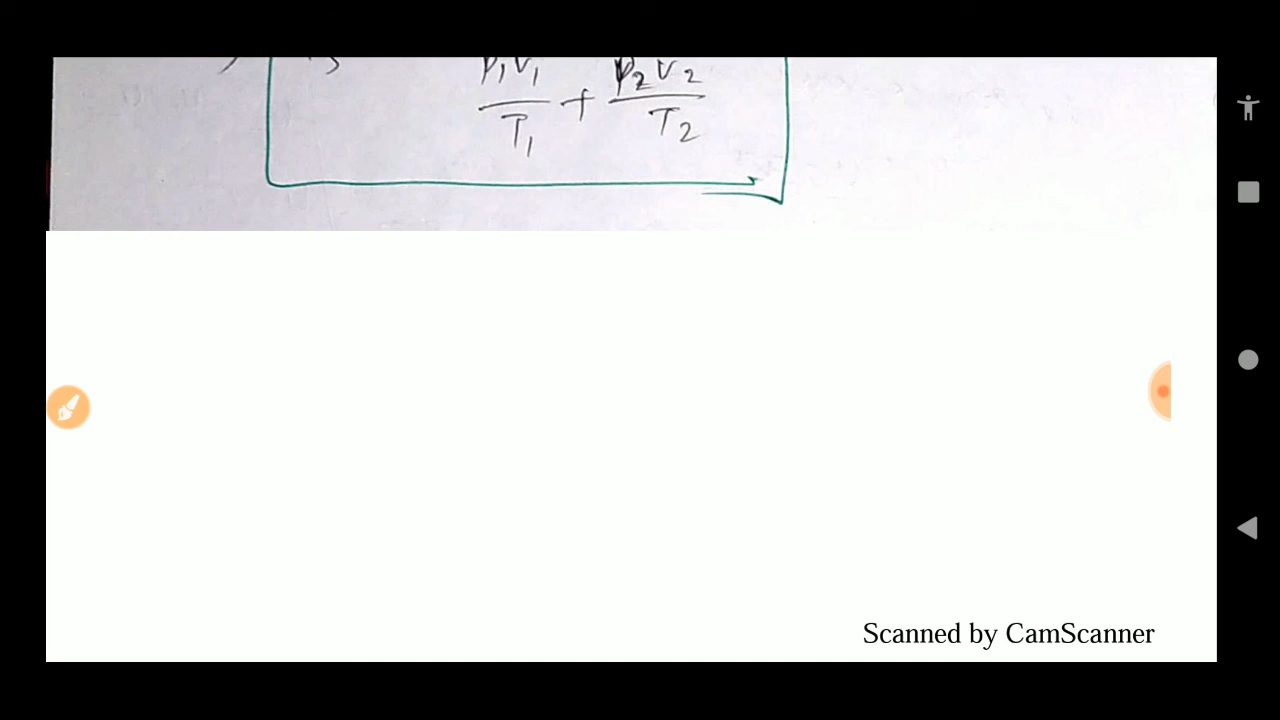 p₁v₁ p₂v₂
T₁ + T₂
Scanned by CamScanner